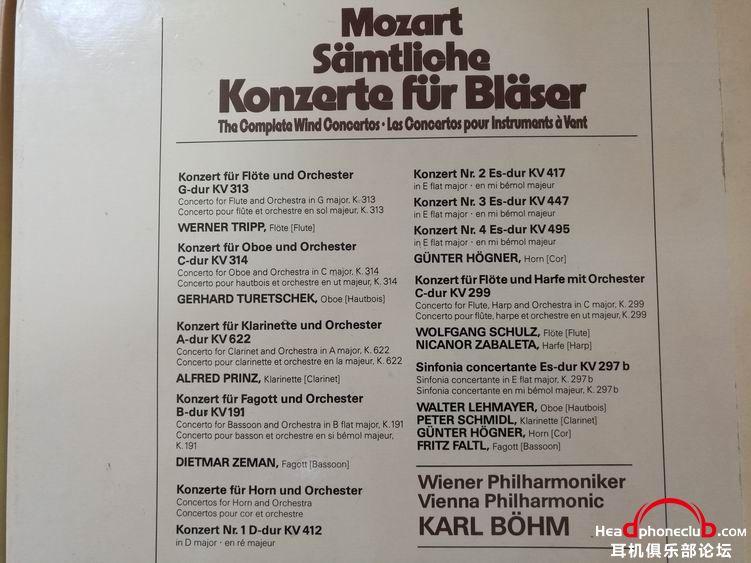 Mozart
Sämtliche
Konzerte für Bläser
The Complete Wind Concertos · Les Concertos pour Instruments à Vent
Konzert für Flöte und Orchester
G-dur KV 313
Concerto for Flute and Orchestra in G major, K. 313
Concerto pour flûte et orchestre en sol majeur, K. 313
WERNER TRIPP, Flöte [Flute]
Konzert für Oboe und Orchester
C-dur KV 314
Concerto for Oboe and Orchestra in C major, K. 314
Concerto pour hautbois et orchestre en ut majeur, K. 314
GERHARD TURETSCHEK, Oboe [Hautbois]
Konzert für Klarinette und Orchester
A-dur KV 622
Concerto for Clarinet and Orchestra in A major, K. 622
Concerto pour clarinette et orchestre en la majeur, K. 622
ALFRED PRINZ, Klarinette [Clarinet]
Konzert für Fagott und Orchester
B-dur KV 191
Concerto for Bassoon and Orchestra in B flat major, K. 191
Concerto pour basson et orchestre en si bémol majeur,
K. 191
DIETMAR ZEMAN, Fagott [Bassoon]
Konzerte für Horn und Orchester
Concertos for Horn and Orchestra
Concertos pour cor et orchestre
Konzert Nr. 1 D-dur KV 412
in D major · en ré majeur
Konzert Nr. 2 Es-dur KV 417
in E flat major · en mi bémol majeur
Konzert Nr. 3 Es-dur KV 447
in E flat major · en mi bémol majeur
Konzert Nr. 4 Es-dur KV 495
in E flat major · en mi bémol majeur
GÜNTER HÖGNER, Horn [Cor]
Konzert für Flöte und Harfe mit Orchester
C-dur KV 299
Concerto for Flute, Harp and Orchestra in C major, K. 299
Concerto pour flûte, harpe et orchestre en ut majeur, K. 299
WOLFGANG SCHULZ, Flöte [Flute]
NICANOR ZABALETA, Harfe [Harp]
Sinfonia concertante Es-dur KV 297 b
Sinfonia concertante in E flat major, K. 297 b
Sinfonia concertante en mi bémol majeur, K. 297 b
WALTER LEHMAYER, Oboe [Hautbois]
PETER SCHMIDL, Klarinette [Clarinet]
GÜNTER HÖGNER, Horn [Cor]
FRITZ FALTL, Fagott [Bassoon]
Wiener Philharmoniker
Vienna Philharmonic
KARL BÖHM
HeadphoneclubD.com
耳机俱乐部论坛